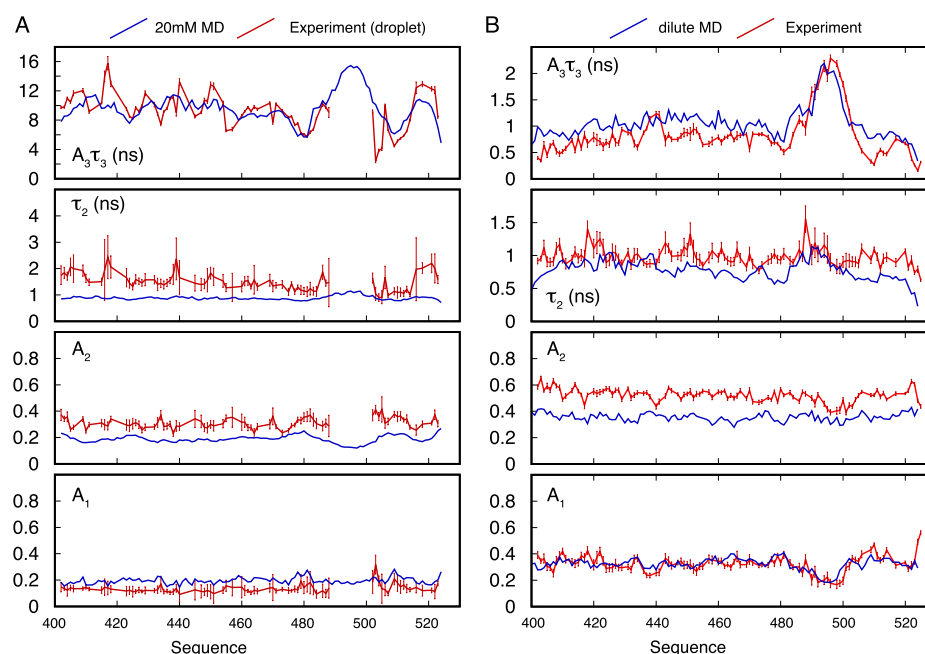 A
20mM MD
Experiment (droplet)
16
12
8
4
0
A₃τ₃ (ns)
τ₂ (ns)
4
3
2
1
0
A₂
0.8
0.6
0.4
0.2
0
A₁
0.8
0.6
0.4
0.2
0
400 420 440 460 480 500 520
Sequence
B
dilute MD
Experiment
A₃τ₃ (ns)
2
1.5
1
0.5
0
1.5
1
0.5
0
τ₂ (ns)
A₂
0.8
0.6
0.4
0.2
0
A₁
0.8
0.6
0.4
0.2
0
400 420 440 460 480 500 520
Sequence